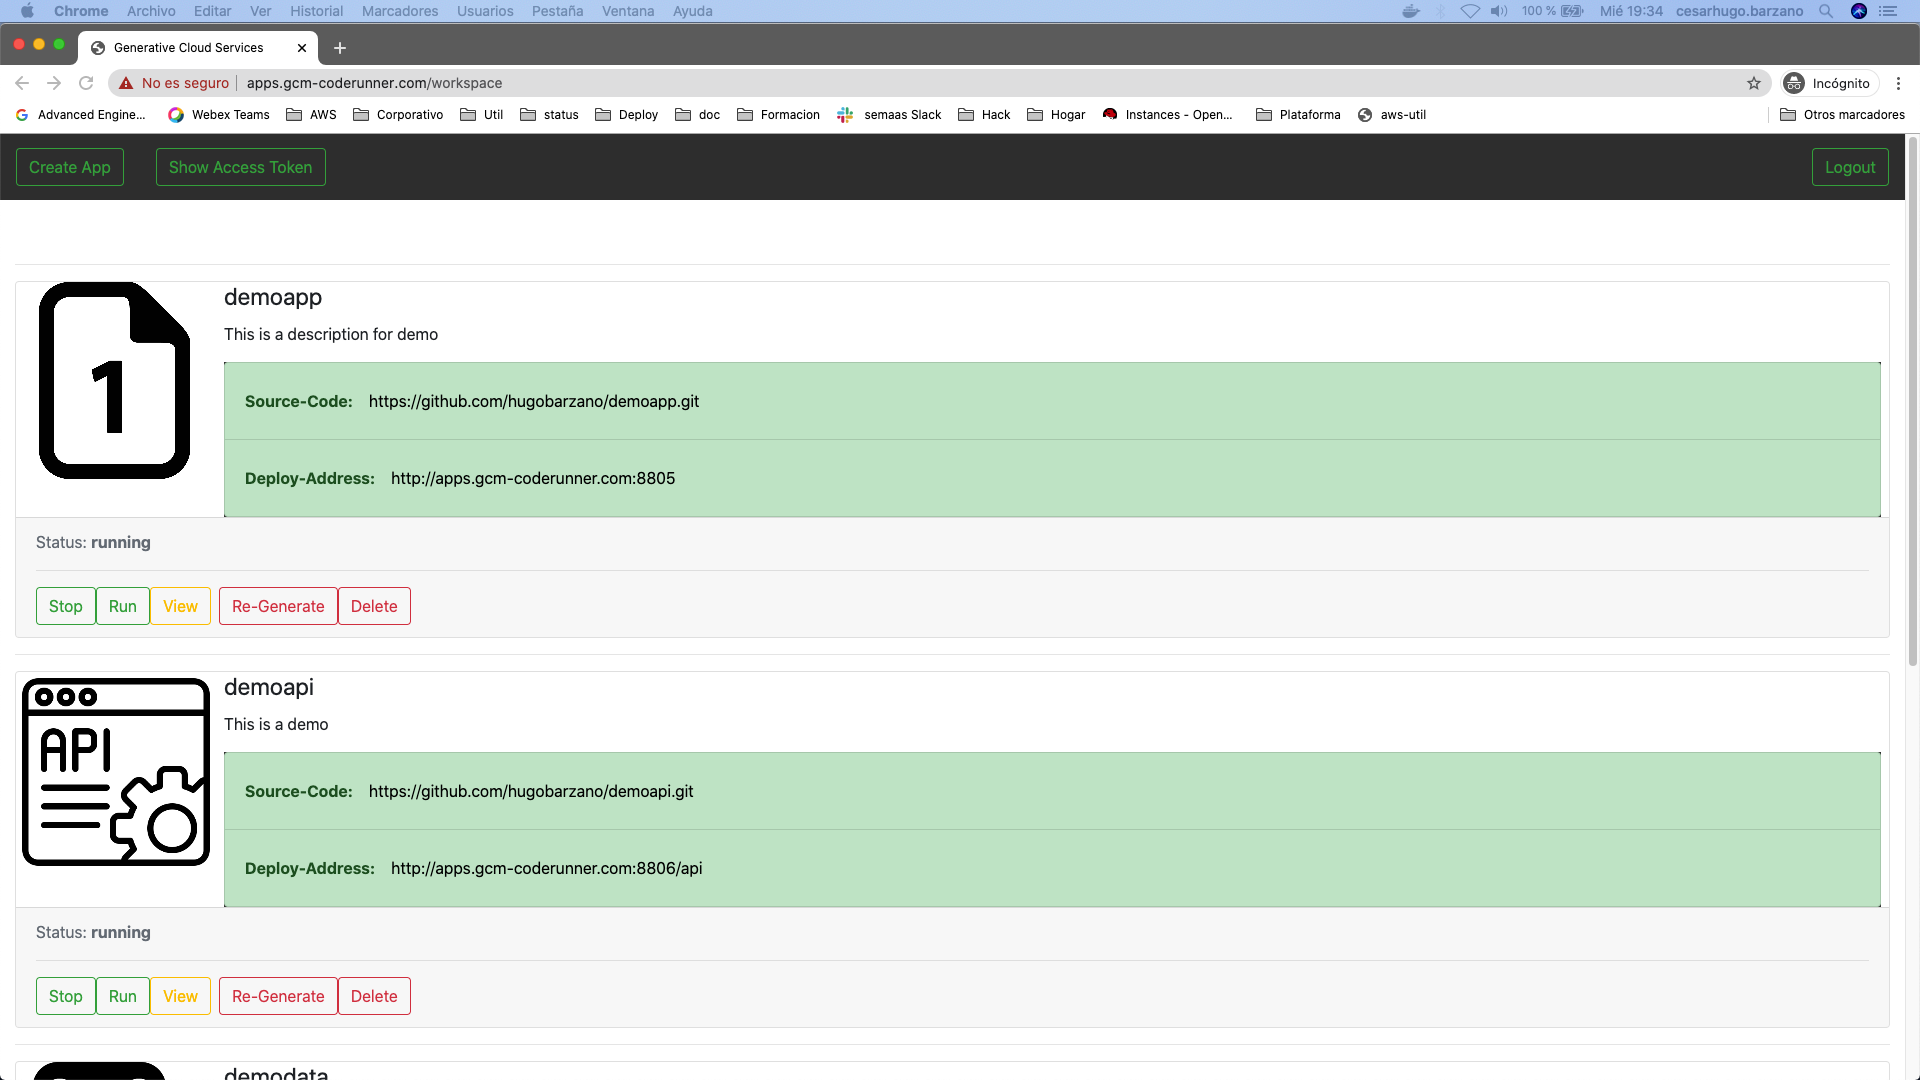 Chrome Archivo Editar Ver Historial Marcadores Usuarios Pestaña Ventana Ayuda 100 % Mié 19:34 cesarhugo.barzano
Generative Cloud Services
No es seguro apps.gcm-coderunner.com/workspace Incógnito
Advanced Engine... Webex Teams AWS Corporativo Util status Deploy doc Formacion semaas Slack Hack Hogar Instances - Open... Plataforma aws-util Otros marcadores
Create App Show Access Token Logout
demoapp
This is a description for demo
1
Source-Code: https://github.com/hugobarzano/demoapp.git
Deploy-Address: http://apps.gcm-coderunner.com:8805
Status: running
Stop Run View Re-Generate Delete
demoapi
This is a demo
API
Source-Code: https://github.com/hugobarzano/demoapi.git
Deploy-Address: http://apps.gcm-coderunner.com:8806/api
Status: running
Stop Run View Re-Generate Delete
demodata